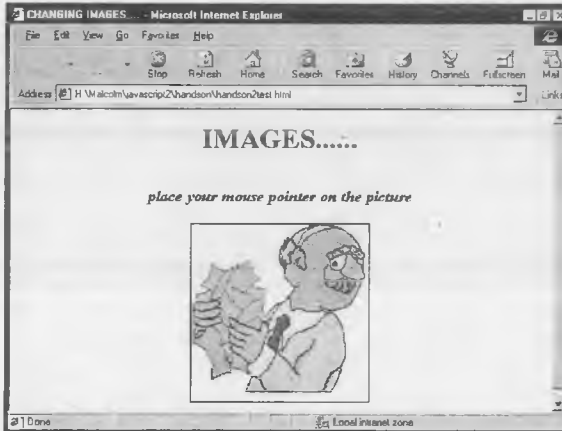 CHANGING IMAGES.... - Microsoft Internet Explorer
File Edit View Go Favorites Help
Stop Refresh Home Search Favorites History Channels Fullscreen Mail
Address H:\Malcolm\javascript2\handson\handson2test.html Links
IMAGES......
place your mouse pointer on the picture
Done Local intranet zone